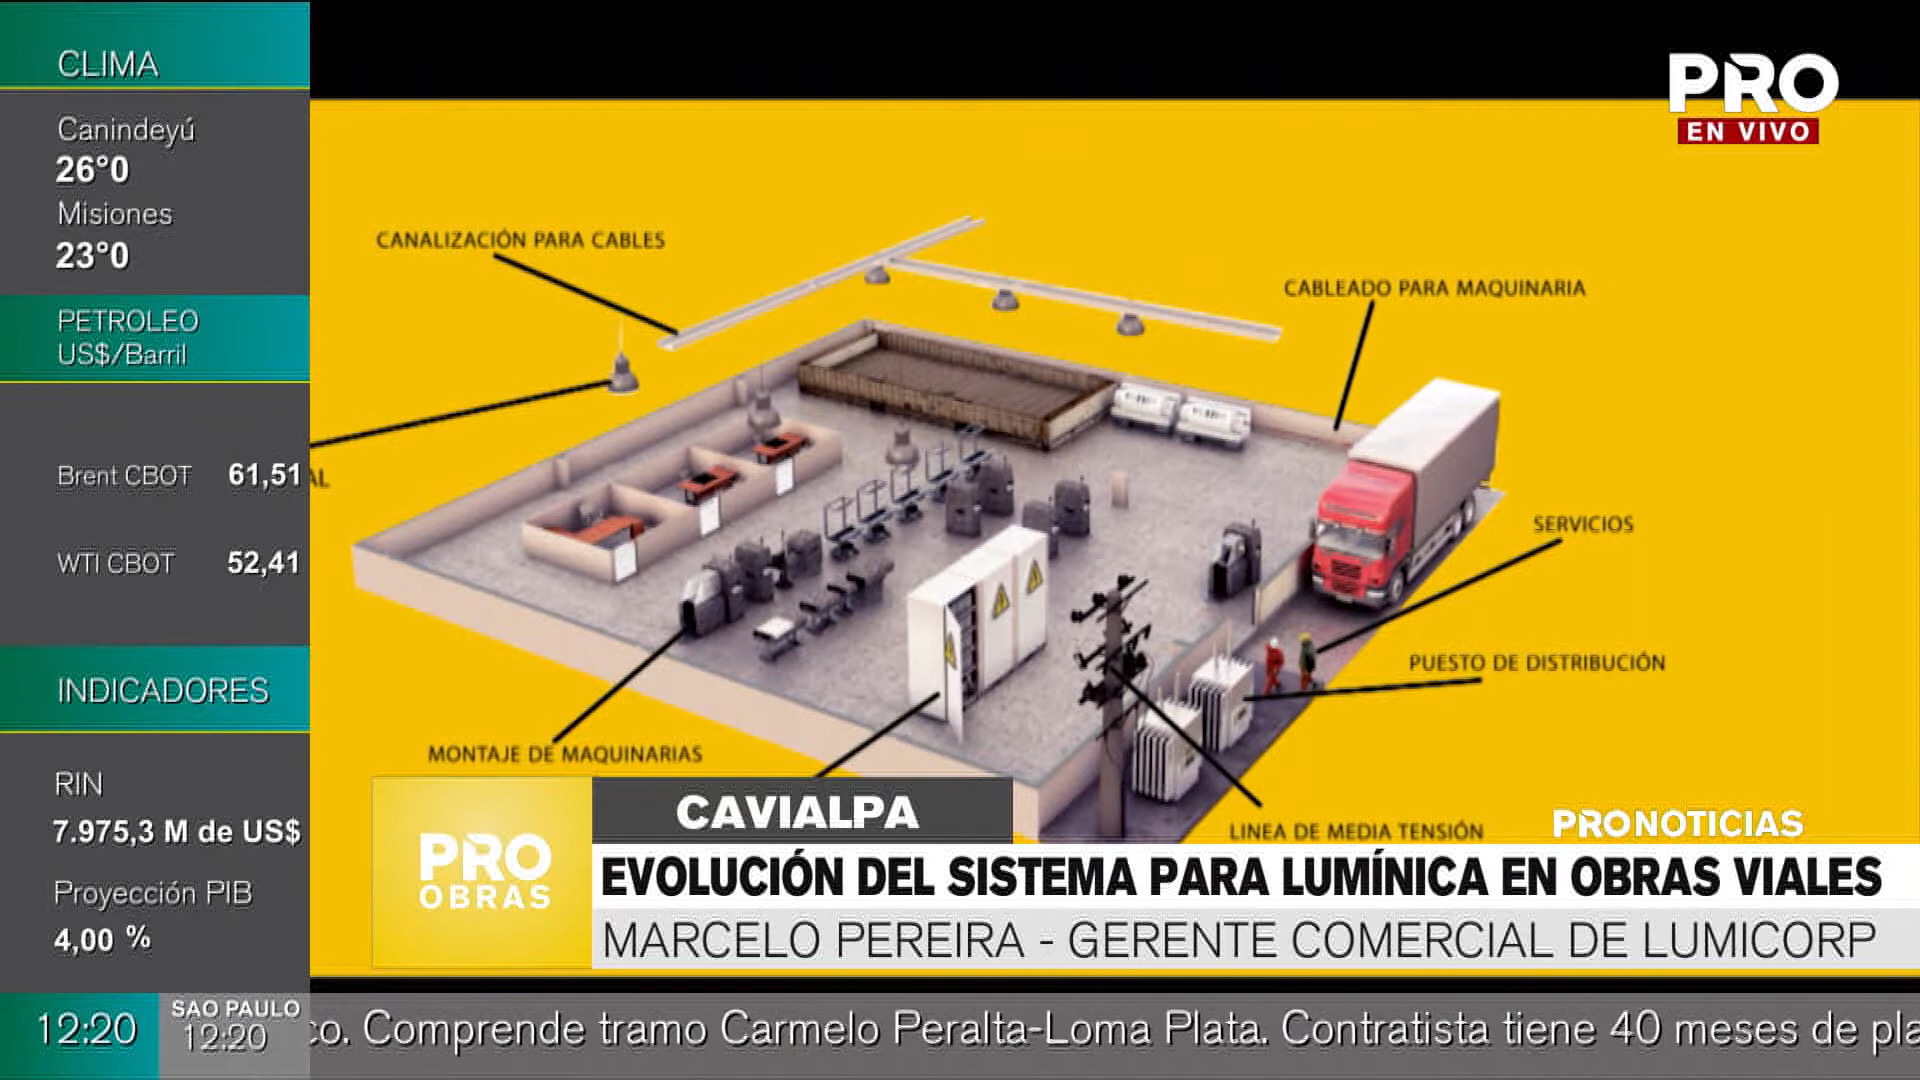 CLIMA
Canindeyú
26°0
Misiones
23°0
PETROLEO
US$/Barril
Brent CBOT 61,51
WTI CBOT 52,41
INDICADORES
RIN
7.975,3 M de US$
Proyección PIB
4,00 %
12:20
SAO PAULO
12:20
PRO
EN VIVO
CANALIZACIÓN PARA CABLES
CABLEADO PARA MAQUINARIA
AL
SERVICIOS
PUESTO DE DISTRIBUCIÓN
MONTAJE DE MAQUINARIAS
LINEA DE MEDIA TENSIÓN
PRONOTICIAS
PRO
OBRAS
CAVIALPA
EVOLUCIÓN DEL SISTEMA PARA LUMÍNICA EN OBRAS VIALES
MARCELO PEREIRA - GERENTE COMERCIAL DE LUMICORP
co. Comprende tramo Carmelo Peralta-Loma Plata. Contratista tiene 40 meses de pla